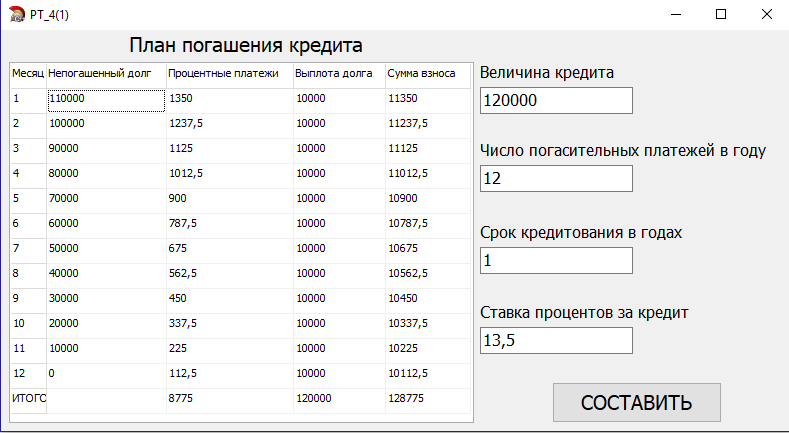 PT_4(1)
План погашения кредита
Месяц Непогашенный долг Процентные платежи Выплота долга Сумма взноса
1 110000 1350 10000 11350
2 100000 1237,5 10000 11237,5
3 90000 1125 10000 11125
4 80000 1012,5 10000 11012,5
5 70000 900 10000 10900
6 60000 787,5 10000 10787,5
7 50000 675 10000 10675
8 40000 562,5 10000 10562,5
9 30000 450 10000 10450
10 20000 337,5 10000 10337,5
11 10000 225 10000 10225
12 0 112,5 10000 10112,5
ИТОГО 8775 120000 128775
Величина кредита
120000
Число погасительных платежей в году
12
Срок кредитования в годах
1
Ставка процентов за кредит
13,5
СОСТАВИТЬ